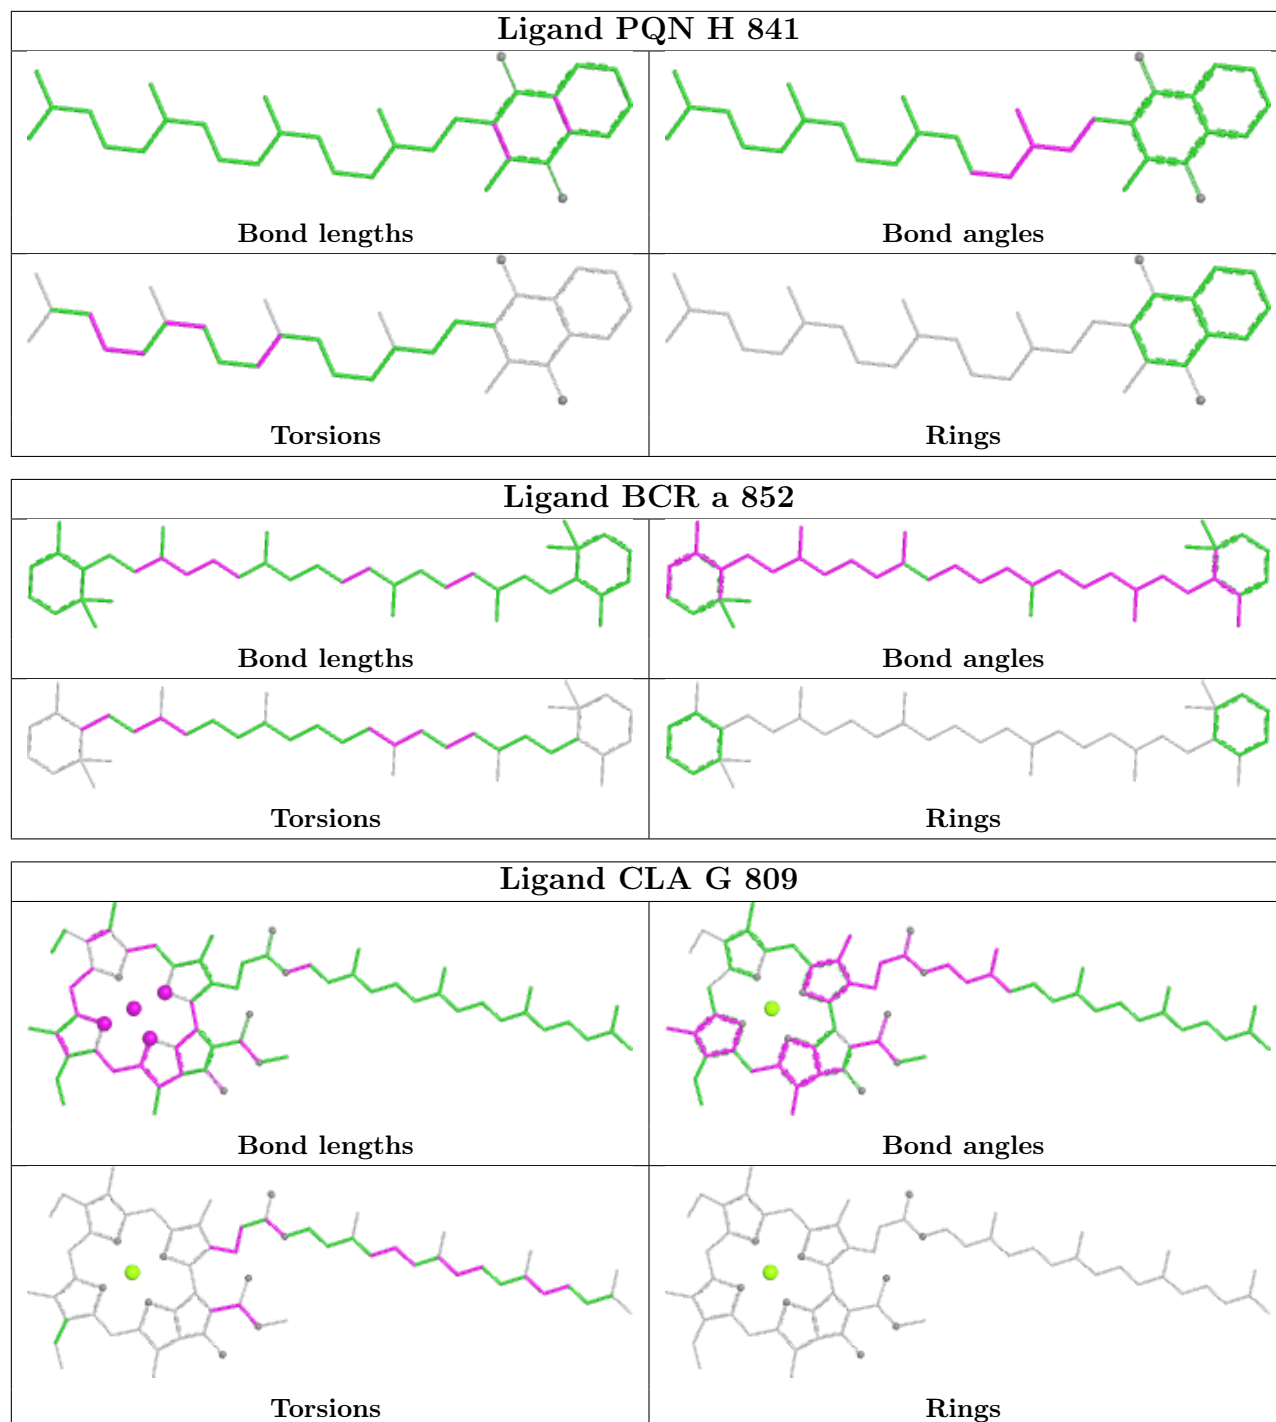 Ligand PQN H 841
Bond lengths
Bond angles
Torsions
Rings
Ligand BCR a 852
Bond lengths
Bond angles
Torsions
Rings
Ligand CLA G 809
Bond lengths
Bond angles
Torsions
Rings